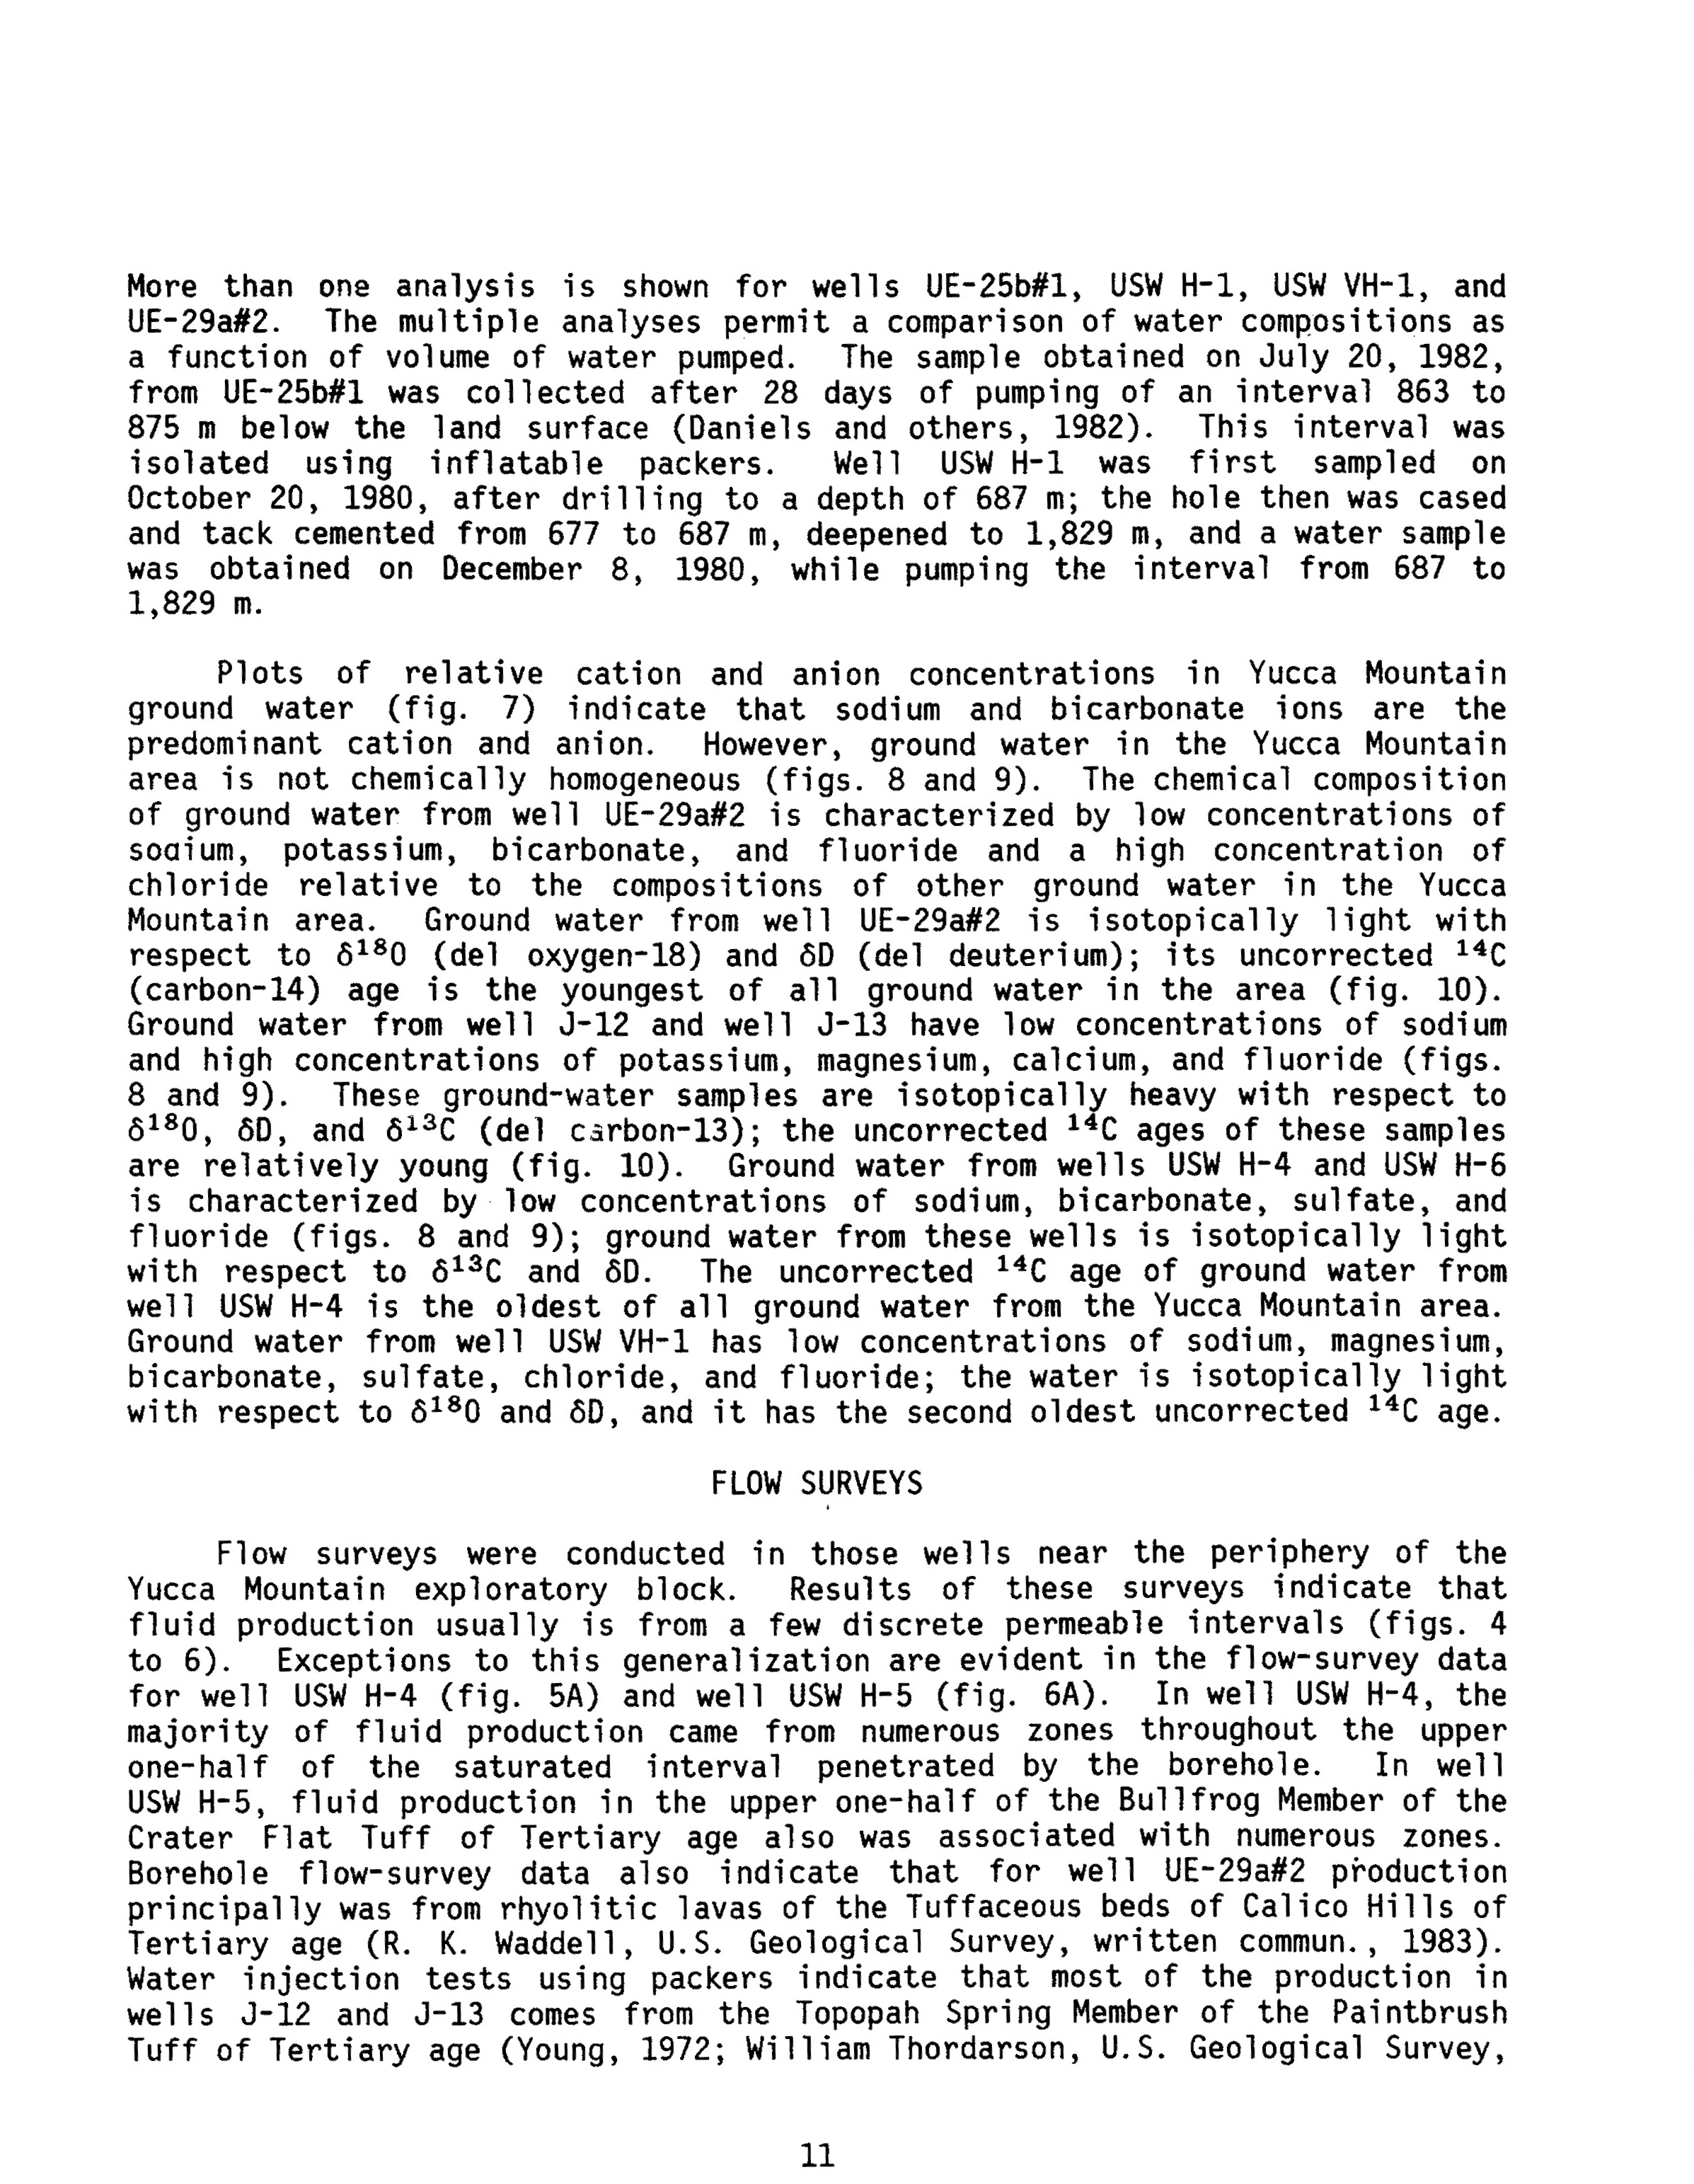 More than one analysis is shown for wells UE-25b#1, USW H-1, USW VH-1, and
UE-29a#2. The multiple analyses permit a comparison of water compositions as
a function of volume of water pumped. The sample obtained on July 20, 1982,
from UE-25b#1 was collected after 28 days of pumping of an interval 863 to
875 m below the land surface (Daniels and others, 1982). This interval was
isolated using inflatable packers. Well USW H-1 was first sampled on
October 20, 1980, after drilling to a depth of 687 m; the hole then was cased
and tack cemented from 677 to 687 m, deepened to 1,829 m, and a water sample
was obtained on December 8, 1980, while pumping the interval from 687 to
1,829 m.
Plots of relative cation and anion concentrations in Yucca Mountain
ground water (fig. 7) indicate that sodium and bicarbonate ions are the
predominant cation and anion. However, ground water in the Yucca Mountain
area is not chemically homogeneous (figs. 8 and 9). The chemical composition
of ground water from well UE-29a#2 is characterized by low concentrations of
sodium, potassium, bicarbonate, and fluoride and a high concentration of
chloride relative to the compositions of other ground water in the Yucca
Mountain area. Ground water from well UE-29a#2 is isotopically light with
respect to δ¹⁸O (del oxygen-18) and δD (del deuterium); its uncorrected ¹⁴C
(carbon-14) age is the youngest of all ground water in the area (fig. 10).
Ground water from well J-12 and well J-13 have low concentrations of sodium
and high concentrations of potassium, magnesium, calcium, and fluoride (figs.
8 and 9). These ground-water samples are isotopically heavy with respect to
δ¹⁸O, δD, and δ¹³C (del carbon-13); the uncorrected ¹⁴C ages of these samples
are relatively young (fig. 10). Ground water from wells USW H-4 and USW H-6
is characterized by low concentrations of sodium, bicarbonate, sulfate, and
fluoride (figs. 8 and 9); ground water from these wells is isotopically light
with respect to δ¹³C and δD. The uncorrected ¹⁴C age of ground water from
well USW H-4 is the oldest of all ground water from the Yucca Mountain area.
Ground water from well USW VH-1 has low concentrations of sodium, magnesium,
bicarbonate, sulfate, chloride, and fluoride; the water is isotopically light
with respect to δ¹⁸O and δD, and it has the second oldest uncorrected ¹⁴C age.
FLOW SURVEYS
Flow surveys were conducted in those wells near the periphery of the
Yucca Mountain exploratory block. Results of these surveys indicate that
fluid production usually is from a few discrete permeable intervals (figs. 4
to 6). Exceptions to this generalization are evident in the flow-survey data
for well USW H-4 (fig. 5A) and well USW H-5 (fig. 6A). In well USW H-4, the
majority of fluid production came from numerous zones throughout the upper
one-half of the saturated interval penetrated by the borehole. In well
USW H-5, fluid production in the upper one-half of the Bullfrog Member of the
Crater Flat Tuff of Tertiary age also was associated with numerous zones.
Borehole flow-survey data also indicate that for well UE-29a#2 production
principally was from rhyolitic lavas of the Tuffaceous beds of Calico Hills of
Tertiary age (R. K. Waddell, U.S. Geological Survey, written commun., 1983).
Water injection tests using packers indicate that most of the production in
wells J-12 and J-13 comes from the Topopah Spring Member of the Paintbrush
Tuff of Tertiary age (Young, 1972; William Thordarson, U.S. Geological Survey,
11